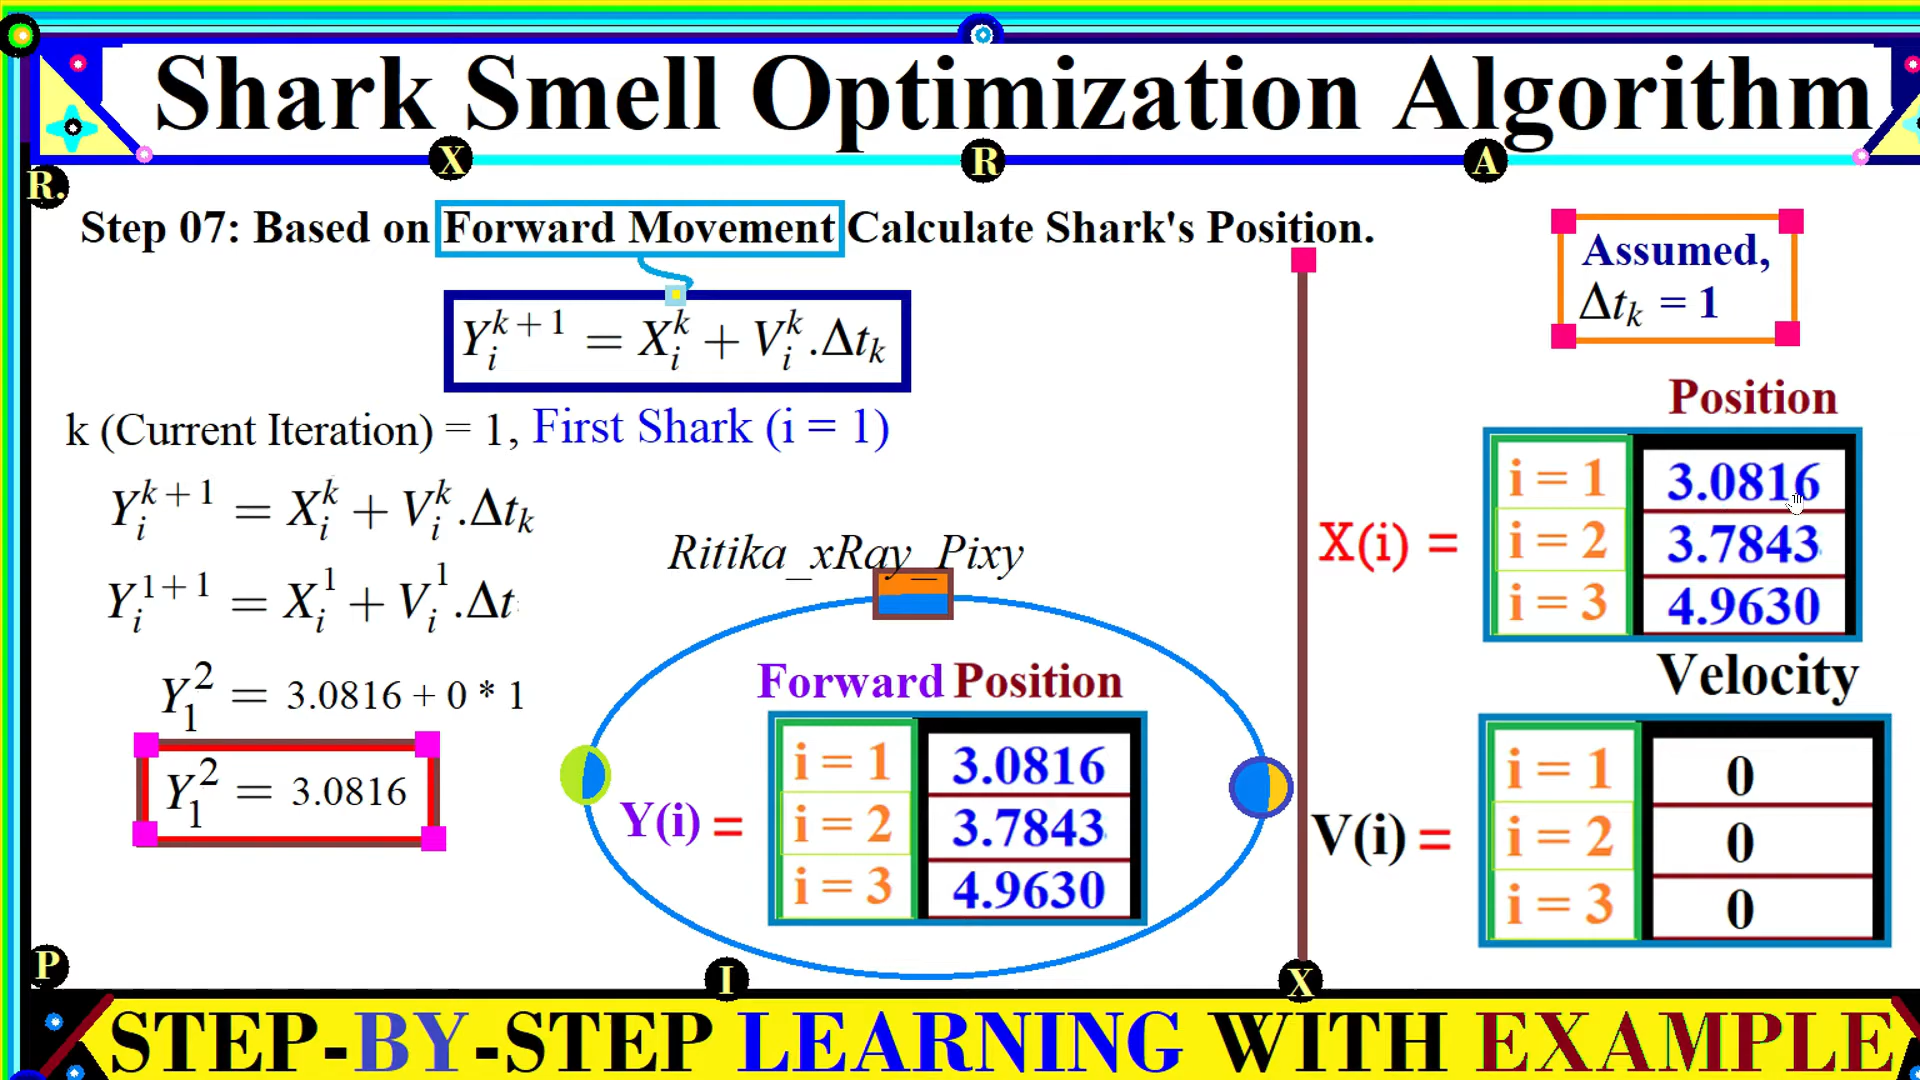 Shark Smell Optimization Algorithm
R. X R A
Step 07: Based on Forward Movement Calculate Shark's Position.
Assumed,
Δt_k = 1
Y_i^{k+1} = X_i^k + V_i^k.Δt_k
k (Current Iteration) = 1, First Shark (i = 1)
Y_i^{k+1} = X_i^k + V_i^k.Δt_k
Y_i^{1+1} = X_i^1 + V_i^1.Δt
Y_1^2 = 3.0816 + 0 * 1
Y_1^2 = 3.0816
Ritika_xRay_Pixy
Forward Position
Y(i) =
i = 1 3.0816
i = 2 3.7843
i = 3 4.9630
Position
X(i) =
i = 1 3.0816
i = 2 3.7843
i = 3 4.9630
Velocity
V(i) =
i = 1 0
i = 2 0
i = 3 0
P I X
STEP-BY-STEP LEARNING WITH EXAMPLE